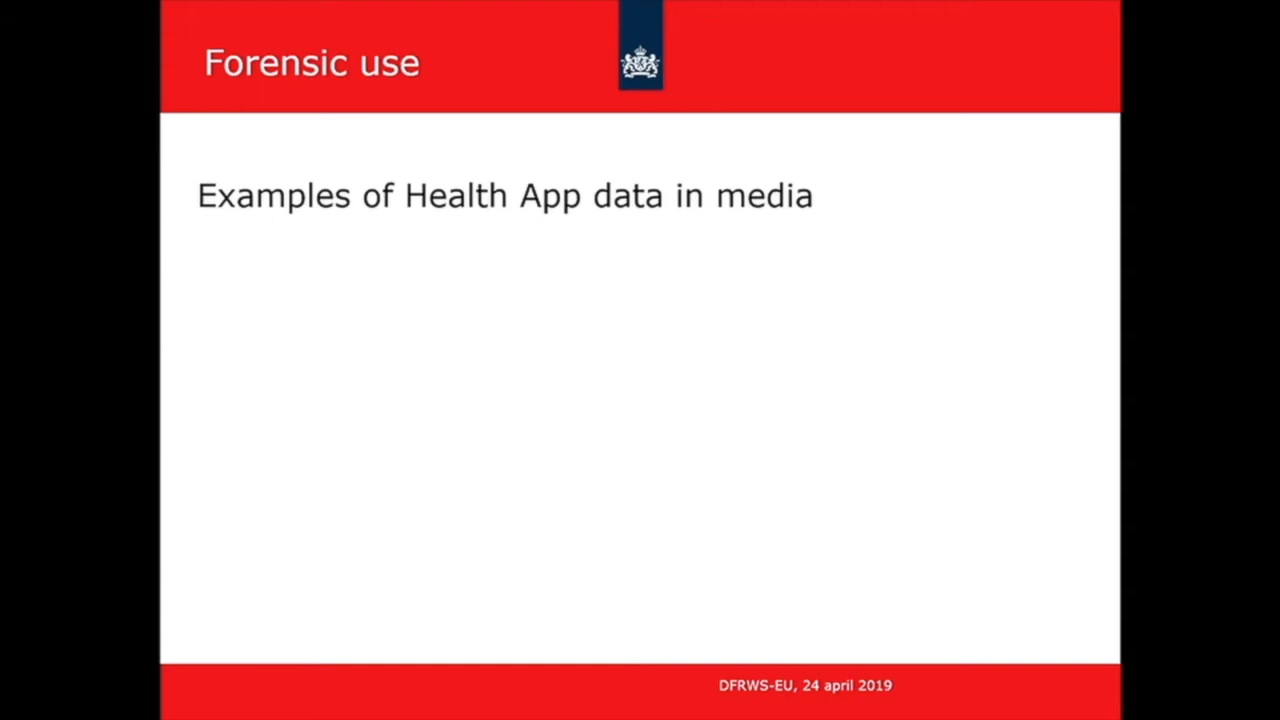 Forensic use
Examples of Health App data in media
DFRWS-EU, 24 april 2019